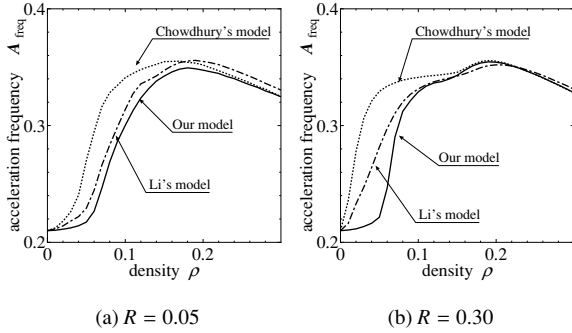 acceleration frequency A freq
0.4
0.3
0.2
0
0.1
0.2
density ρ
Chowdhury's model
Our model
Li's model
(a) R = 0.05
acceleration frequency A freq
0.4
0.3
0.2
0
0.1
0.2
density ρ
Chowdhury's model
Our model
Li's model
(b) R = 0.30